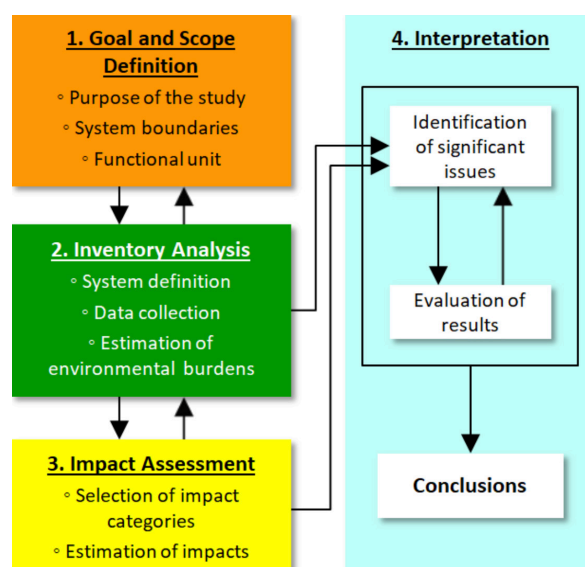 1. Goal and Scope
Definition
◦ Purpose of the study
◦ System boundaries
◦ Functional unit
2. Inventory Analysis
◦ System definition
◦ Data collection
◦ Estimation of
environmental burdens
3. Impact Assessment
◦ Selection of impact
categories
◦ Estimation of impacts
4. Interpretation
Identification
of significant
issues
Evaluation of
results
Conclusions